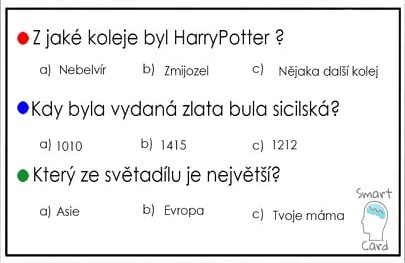 Z jaké koleje byl HarryPotter ?
a) Nebelvír b) Zmijozel c) Nějaka další kolej
Kdy byla vydaná zlata bula sicilská?
a) 1010 b) 1415 c) 1212
Který ze světadílu je největší?
a) Asie b) Evropa c) Tvoje máma
Smart
Card